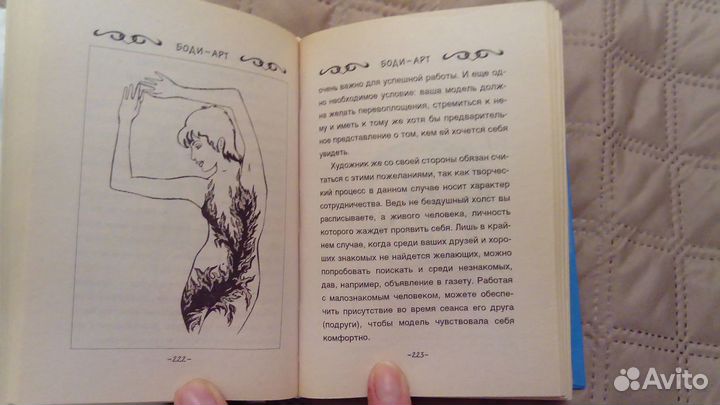 БОДИ-АРТ
-222-
БОДИ-АРТ
очень важно для успешной работы. И еще од-
но необходимое условие: ваша модель долж-
на желать перевоплощения, стремиться к не-
му и иметь к тому же хотя бы предваритель-
ное представление о том, кем ей хочется себя
увидеть.
Художник же со своей стороны обязан счи-
таться с этими пожеланиями, так как творчес-
кий процесс в данном случае носит характер
сотрудничества. Ведь не бездушный холст вы
расписываете, а живого человека, личность
которого жаждет проявить себя. Лишь в край-
нем случае, когда среди ваших друзей и хоро-
ших знакомых не найдется желающих, можно
попробовать поискать и среди незнакомых,
дав, например, объявление в газету. Работая
с малознакомым человеком, можете обеспе-
чить присутствие во время сеанса его друга
(подруги), чтобы модель чувствовала себя
комфортно.
-223-
Avito